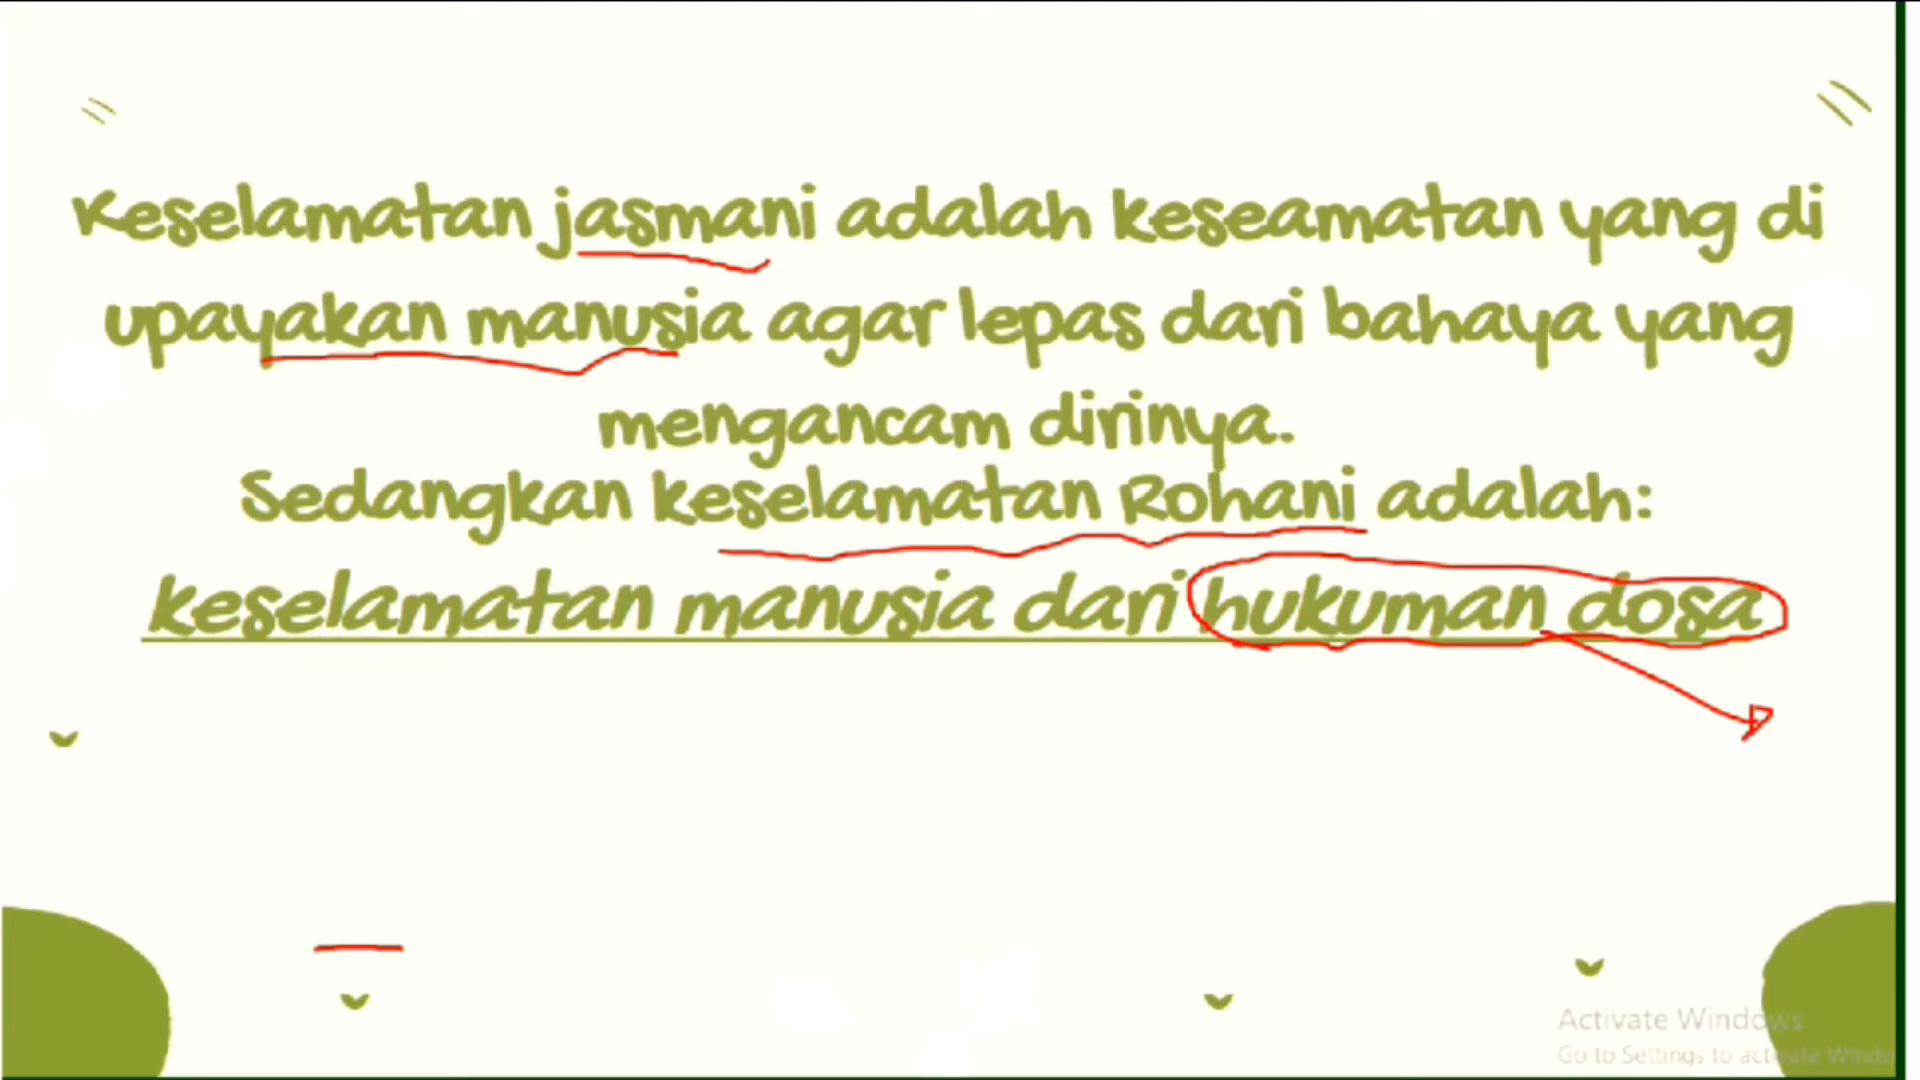 Keselamatan jasmani adalah keseamatan yang di
upayakan manusia agar lepas dari bahaya yang
mengancam dirinya.
Sedangkan keselamatan Rohani adalah:
keselamatan manusia dari hukuman dosa
Activate Windows
Go to Settings to activate Windo